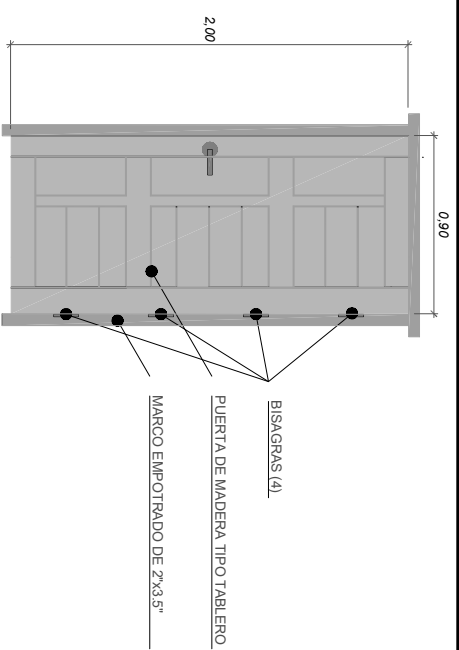 0,90
2,00
BISAGRAS (4)
PUERTA DE MADERA TIPO TABLERO
MARCO EMPOTRADO DE 2"x3.5"